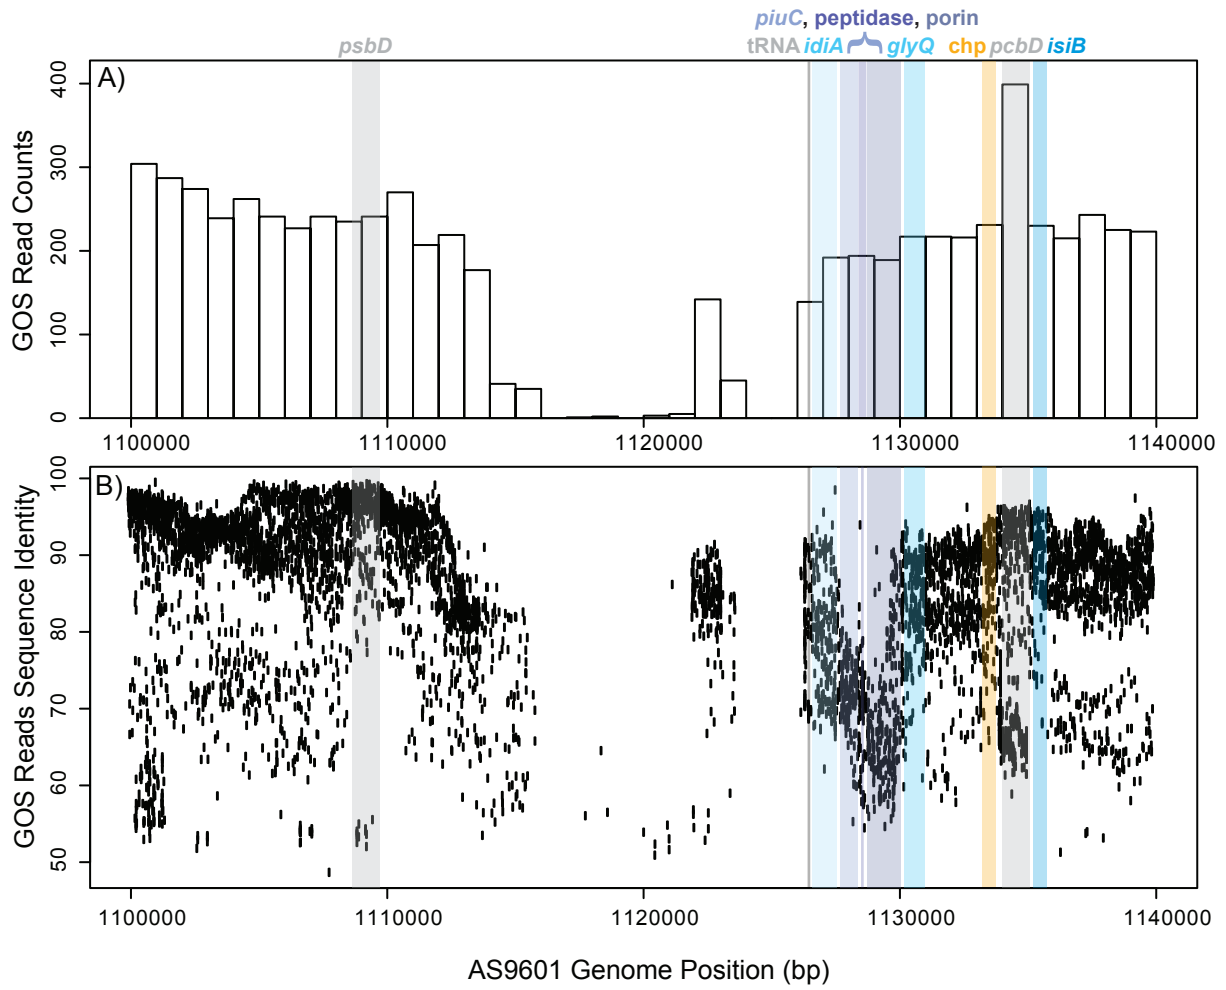 piuC, peptidase, porin
psbD tRNA idiA glyQ chp pcbD isiB
A)
400
300
200
100
0
GOS Read Counts
1100000 1110000 1120000 1130000 1140000
B)
100
90
80
70
60
50
GOS Reads Sequence Identity
1100000 1110000 1120000 1130000 1140000
AS9601 Genome Position (bp)